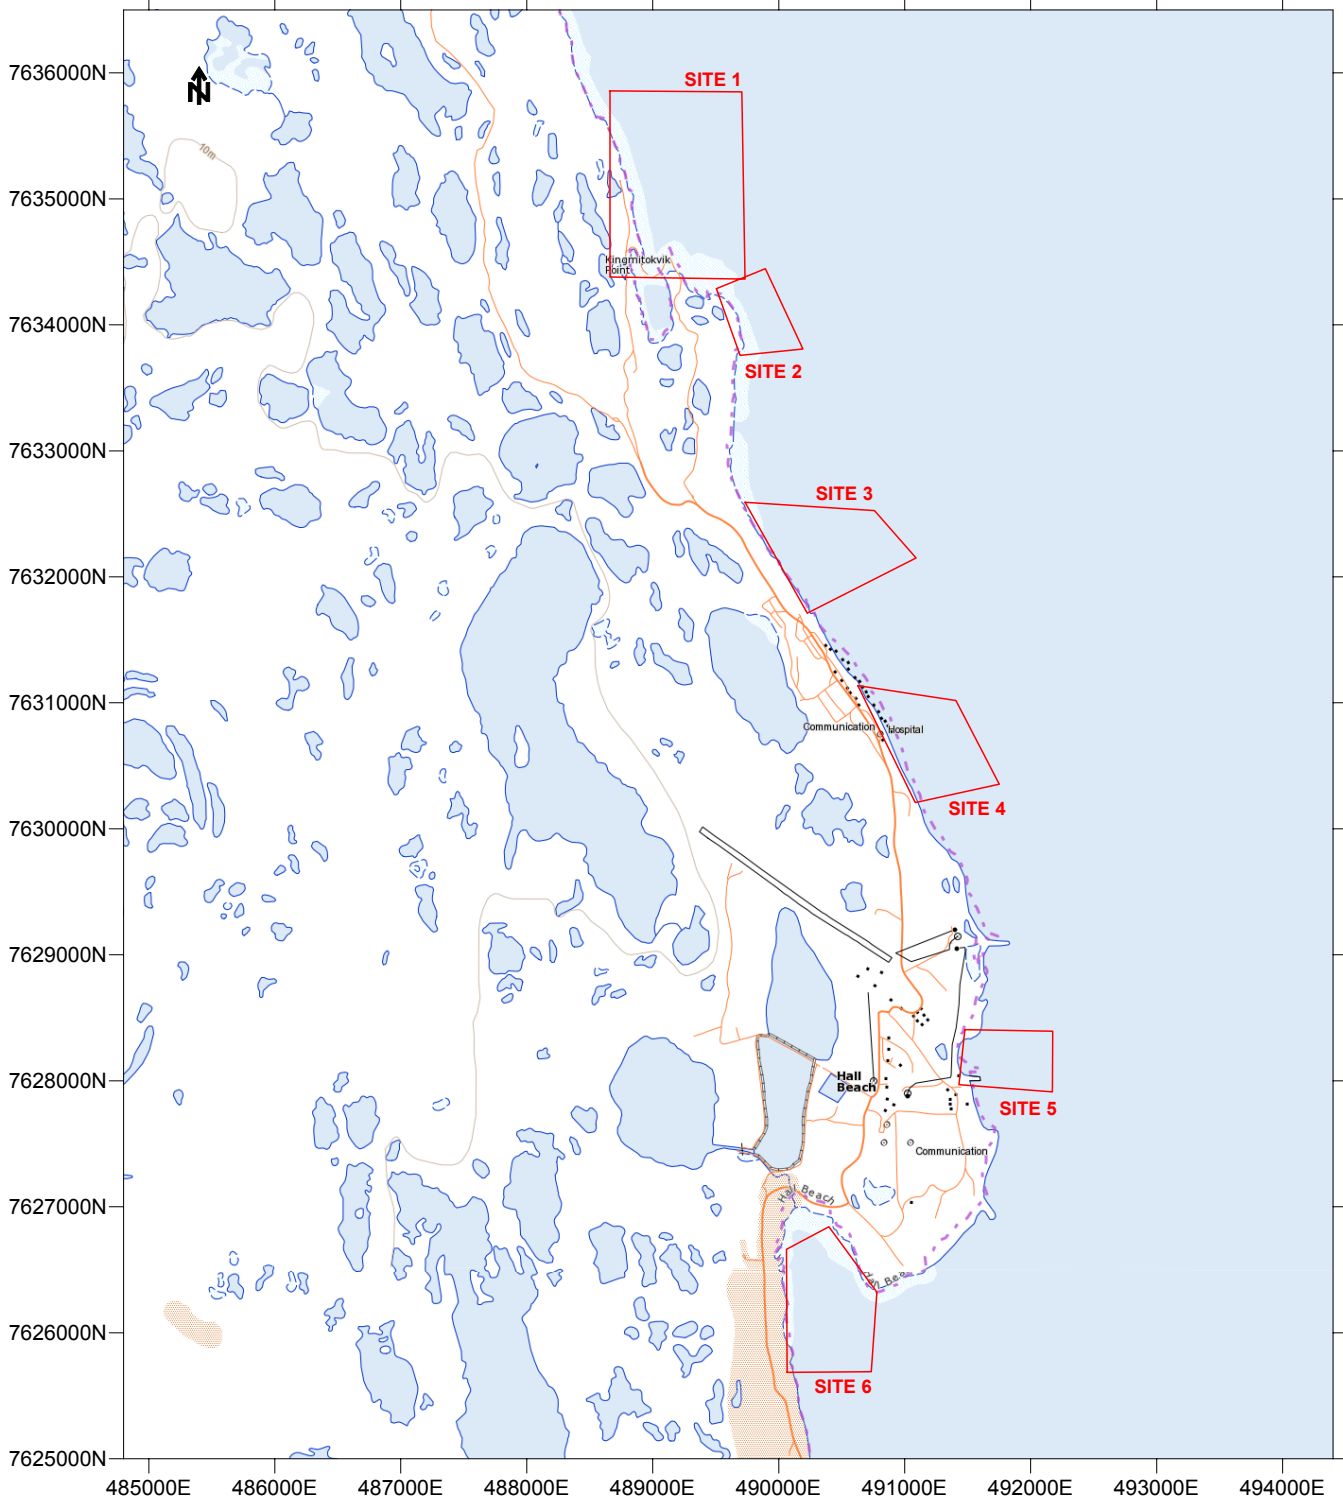 7636000N
SITE 1
N
10m
7635000N
Kingmitokvik
Point
7634000N
SITE 2
7633000N
SITE 3
7632000N
7631000N
Communication
Hospital
SITE 4
7630000N
7629000N
7628000N
Hall
Beach
SITE 5
Communication
7627000N
Hall Beach
Hall Beach
7626000N
SITE 6
7625000N
485000E
486000E
487000E
488000E
489000E
490000E
491000E
492000E
493000E
494000E